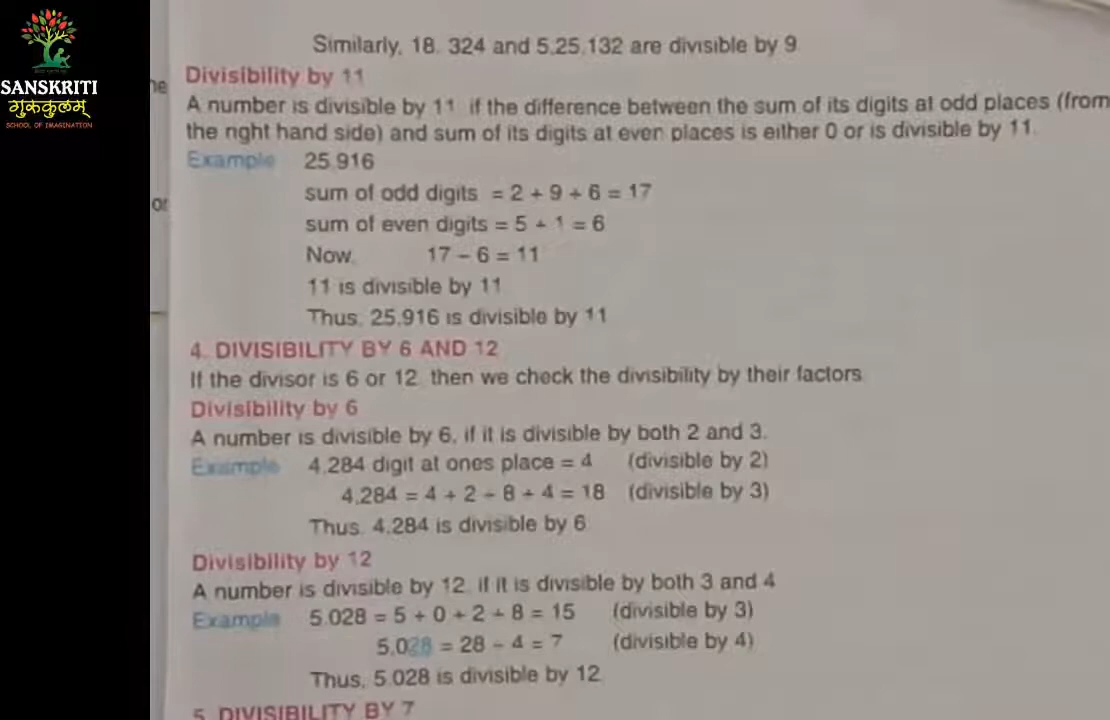 SANSKRITI
गुरुकुलम्
SCHOOL OF IMAGINATION
he
or
Similarly, 18, 324 and 5,25,132 are divisible by 9
Divisibility by 11
A number is divisible by 11, if the difference between the sum of its digits at odd places (from
the right hand side) and sum of its digits at even places is either 0 or is divisible by 11.
Example 25,916
sum of odd digits = 2 + 9 + 6 = 17
sum of even digits = 5 + 1 = 6
Now, 17 - 6 = 11
11 is divisible by 11
Thus, 25,916 is divisible by 11
4. DIVISIBILITY BY 6 AND 12
If the divisor is 6 or 12, then we check the divisibility by their factors
Divisibility by 6
A number is divisible by 6, if it is divisible by both 2 and 3.
Example 4,284 digit at ones place = 4 (divisible by 2)
4,284 = 4 + 2 + 8 + 4 = 18 (divisible by 3)
Thus, 4,284 is divisible by 6
Divisibility by 12
A number is divisible by 12, if it is divisible by both 3 and 4
Example 5,028 = 5 + 0 + 2 + 8 = 15 (divisible by 3)
5,028 = 28 ÷ 4 = 7 (divisible by 4)
Thus, 5,028 is divisible by 12
5. DIVISIBILITY BY 7